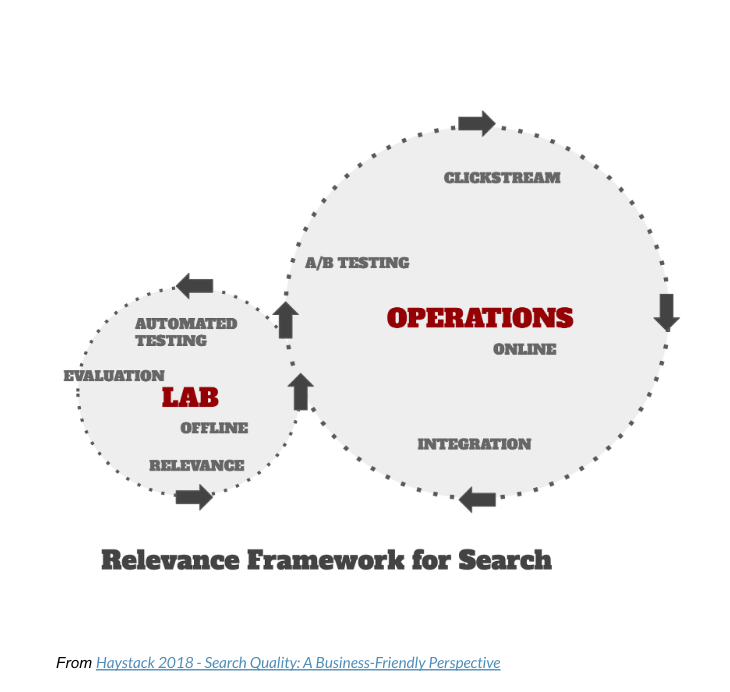 CLICKSTREAM
A/B TESTING
OPERATIONS
ONLINE
INTEGRATION
AUTOMATED
TESTING
EVALUATION
LAB
OFFLINE
RELEVANCE
Relevance Framework for Search
From Haystack 2018 - Search Quality: A Business-Friendly Perspective